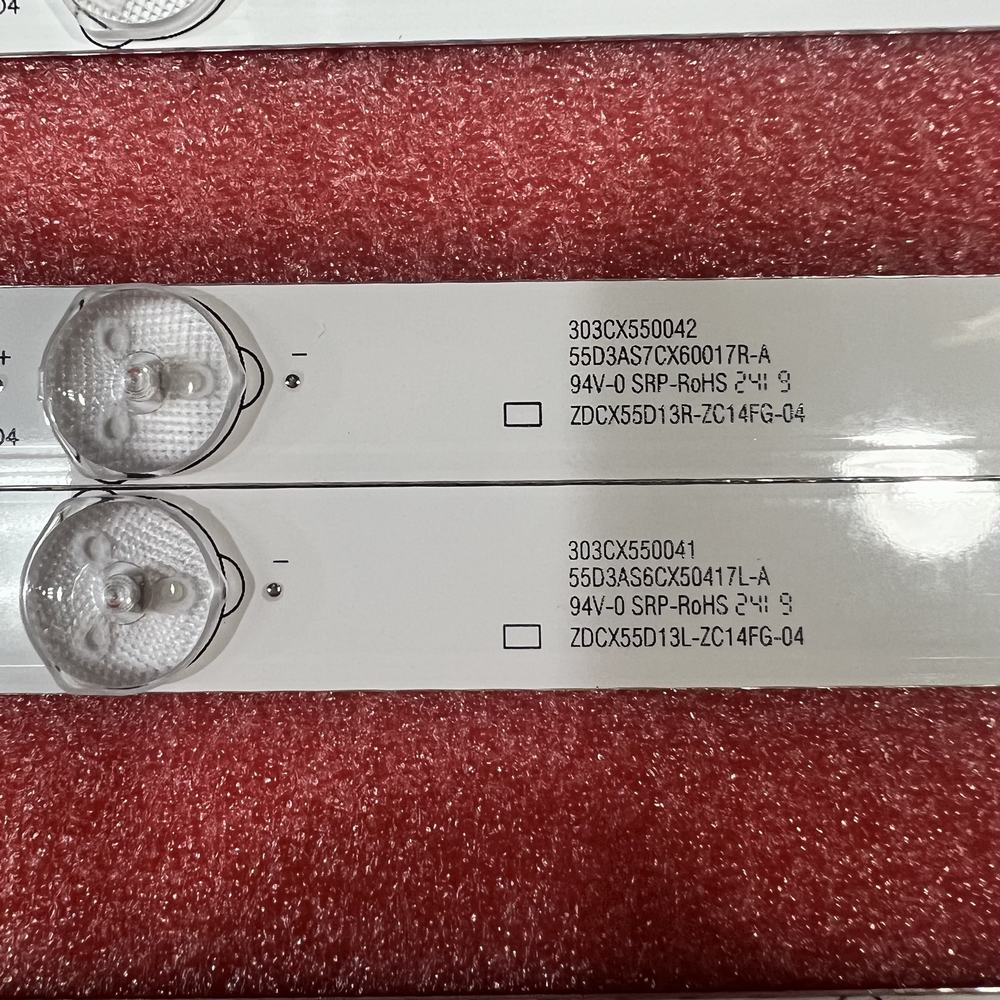 04
303CX550042
55D3AS7CX60017R-A
94V-0 SRP-RoHS 2419
ZDCX55D13R-ZC14FG-04
+
−
04
303CX550041
55D3AS6CX50417L-A
94V-0 SRP-RoHS 2419
ZDCX55D13L-ZC14FG-04
−